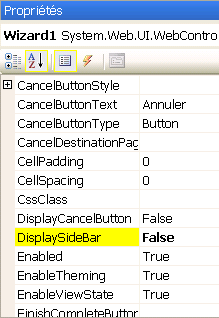 Propriétés
Wizard1 System.Web.UI.WebContro
CancelButtonStyle
CancelButtonText Annuler
CancelButtonType Button
CancelDestinationPag
CellPadding 0
CellSpacing 0
CssClass
DisplayCancelButton False
DisplaySideBar False
Enabled True
EnableTheming True
EnableViewState True
FinishCompleteButtor